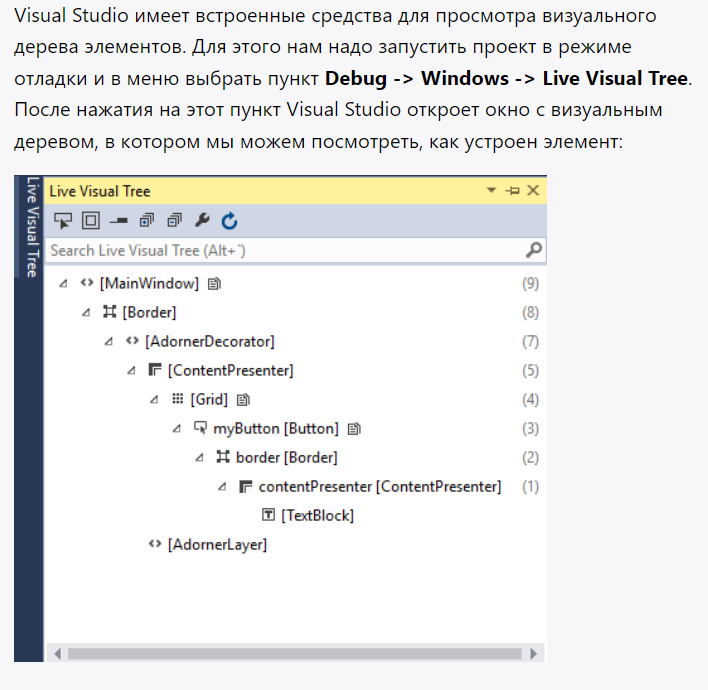 Visual Studio имеет встроенные средства для просмотра визуального
дерева элементов. Для этого нам надо запустить проект в режиме
отладки и в меню выбрать пункт Debug -> Windows -> Live Visual Tree.
После нажатия на этот пункт Visual Studio откроет окно с визуальным
деревом, в котором мы можем посмотреть, как устроен элемент:
Live Visual Tree
Live Visual Tree
Search Live Visual Tree (Alt+`)
[MainWindow] (9)
[Border] (8)
[AdornerDecorator] (7)
[ContentPresenter] (5)
[Grid] (4)
myButton [Button] (3)
border [Border] (2)
contentPresenter [ContentPresenter] (1)
[TextBlock]
[AdornerLayer]